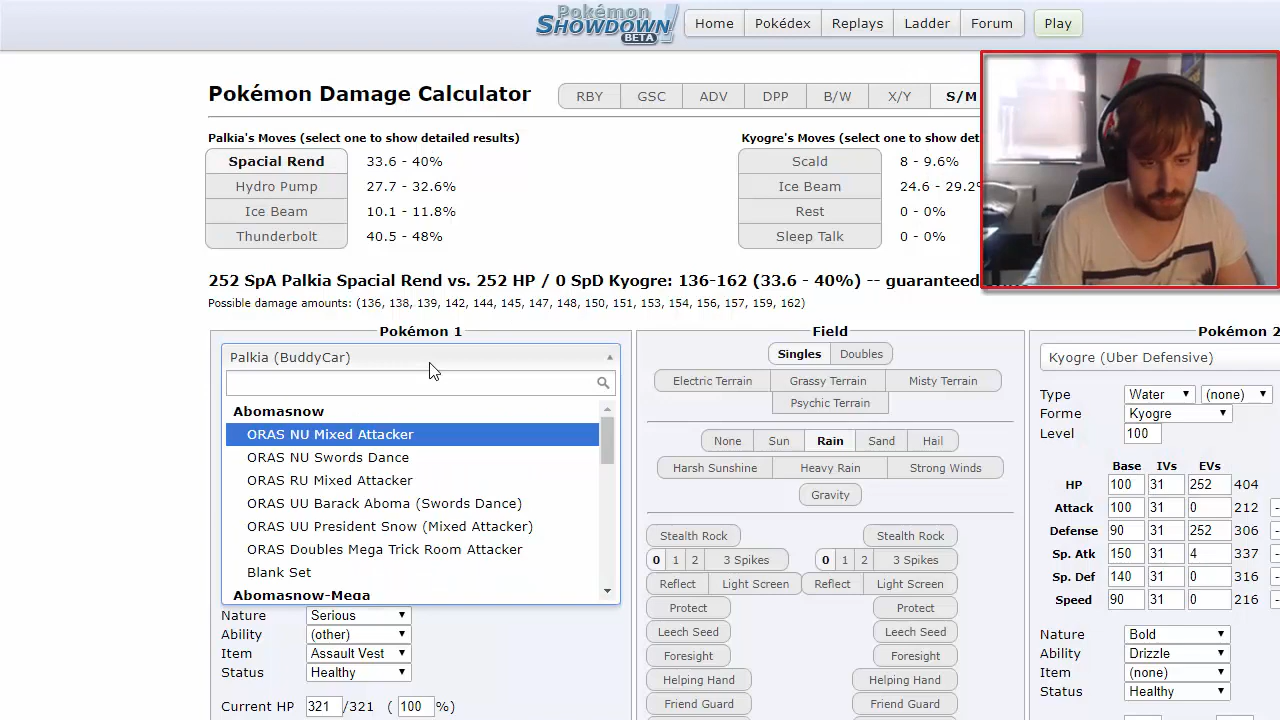 Pokémon
SHOWDOWN
BETA
Home Pokédex Replays Ladder Forum Play
Pokémon Damage Calculator RBY GSC ADV DPP B/W X/Y S/M
Palkia's Moves (select one to show detailed results) Kyogre's Moves (select one to show det
Spacial Rend 33.6 - 40% Scald 8 - 9.6%
Hydro Pump 27.7 - 32.6% Ice Beam 24.6 - 29.2
Ice Beam 10.1 - 11.8% Rest 0 - 0%
Thunderbolt 40.5 - 48% Sleep Talk 0 - 0%
252 SpA Palkia Spacial Rend vs. 252 HP / 0 SpD Kyogre: 136-162 (33.6 - 40%) -- guaranteed
Possible damage amounts: (136, 138, 139, 142, 144, 145, 147, 148, 150, 151, 153, 154, 156, 157, 159, 162)
Pokémon 1 Field Pokémon 2
Palkia (BuddyCar) Singles Doubles Kyogre (Uber Defensive)
Electric Terrain Grassy Terrain Misty Terrain Type Water (none)
Abomasnow Psychic Terrain Forme Kyogre
ORAS NU Mixed Attacker None Sun Rain Sand Hail Level 100
ORAS NU Swords Dance Harsh Sunshine Heavy Rain Strong Winds Base IVs EVs
ORAS RU Mixed Attacker Gravity HP 100 31 252 404
ORAS UU Barack Aboma (Swords Dance) Attack 100 31 0 212
ORAS UU President Snow (Mixed Attacker) Stealth Rock Stealth Rock Defense 90 31 252 306
ORAS Doubles Mega Trick Room Attacker 0 1 2 3 Spikes 0 1 2 3 Spikes Sp. Atk 150 31 4 337
Blank Set Reflect Light Screen Reflect Light Screen Sp. Def 140 31 0 316
Abomasnow-Mega Protect Protect Speed 90 31 0 216
Nature Serious Leech Seed Leech Seed Nature Bold
Ability (other) Foresight Foresight Ability Drizzle
Item Assault Vest Helping Hand Helping Hand Item (none)
Status Healthy Friend Guard Friend Guard Status Healthy
Current HP 321 /321 ( 100 %)